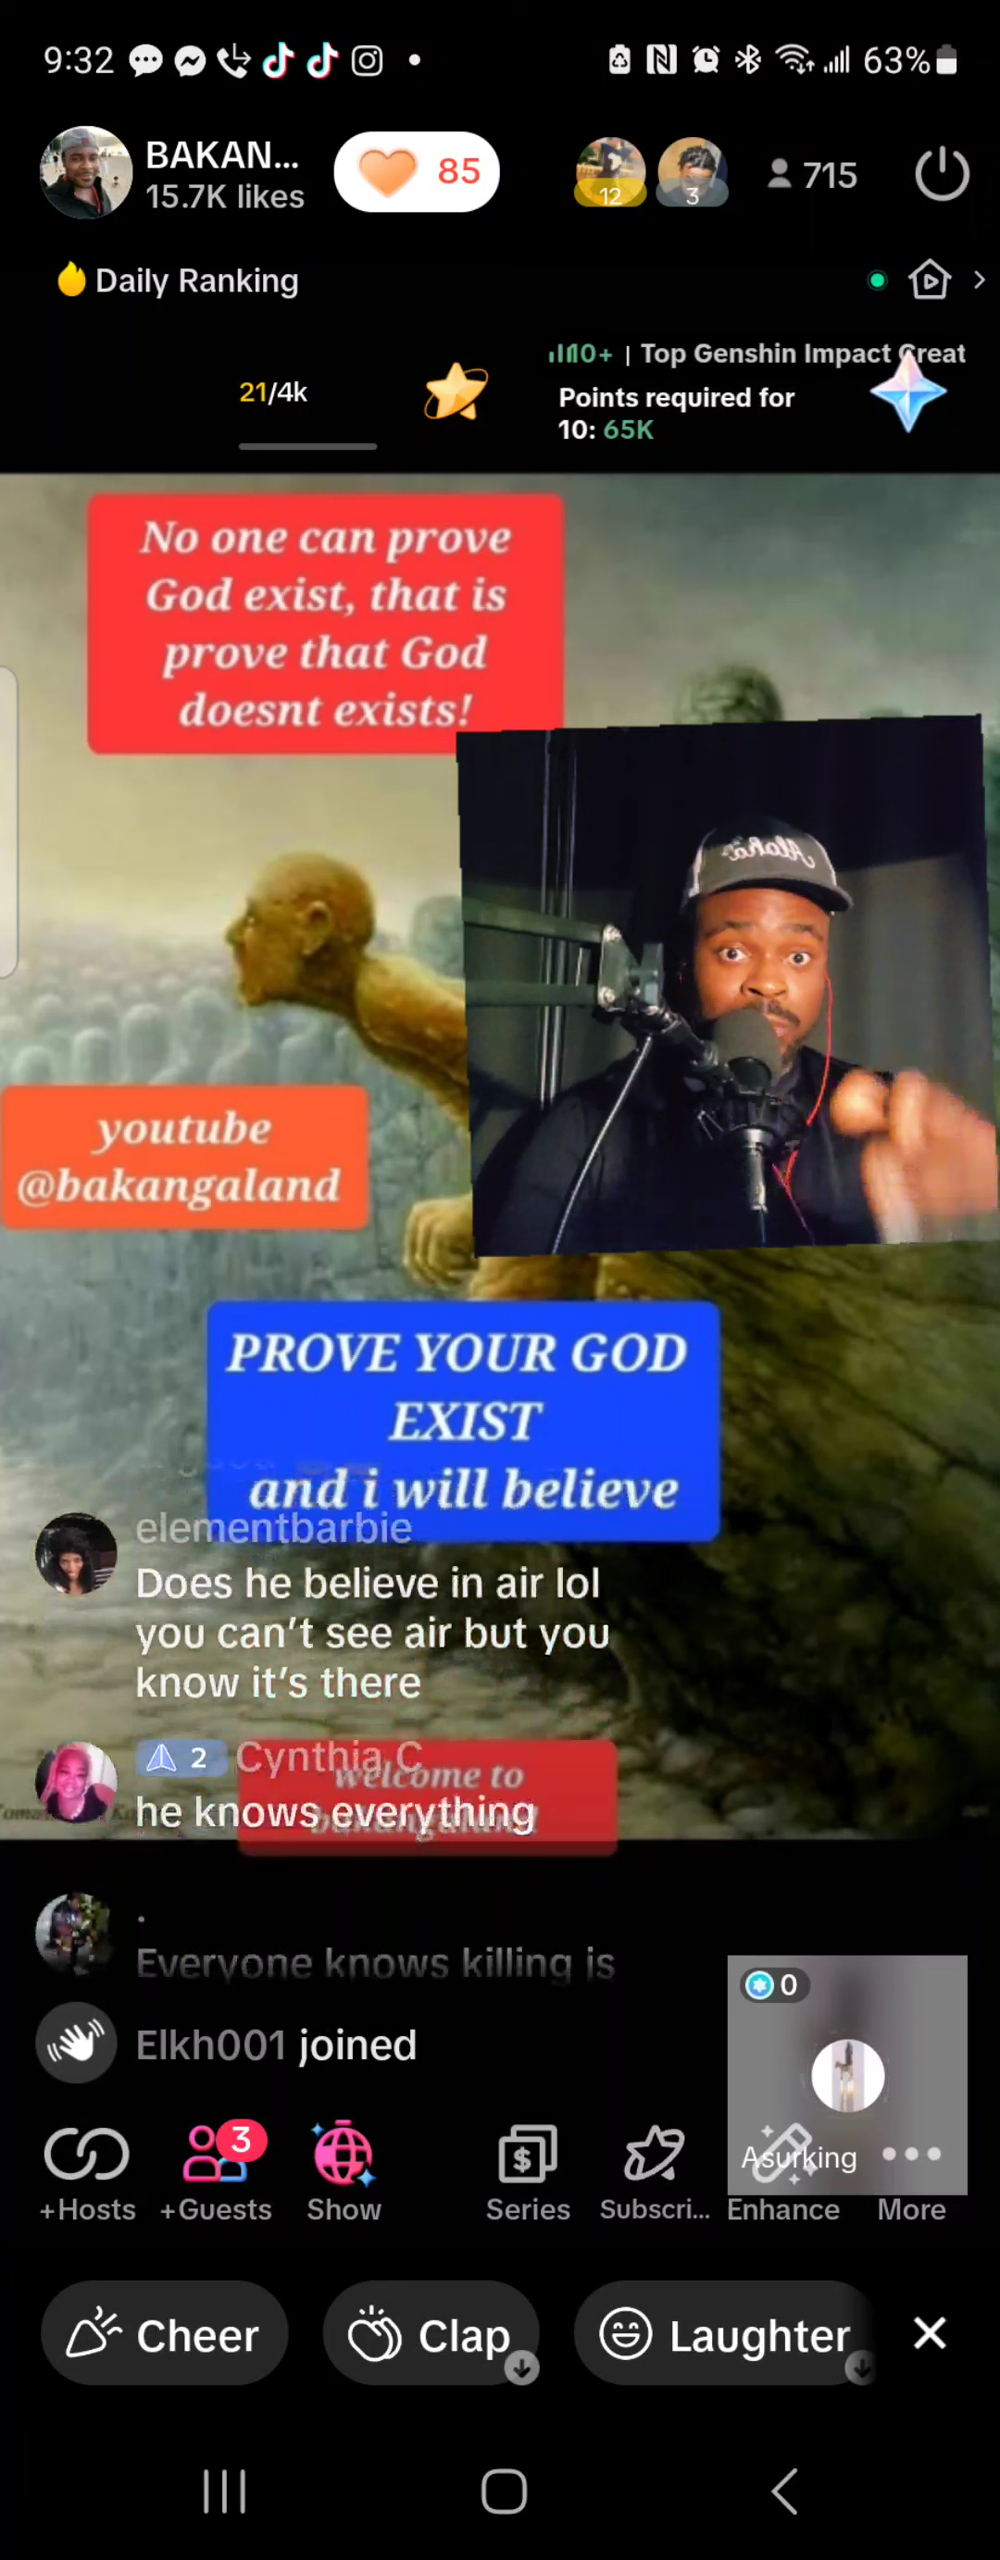 9:32
63%
BAKAN...
15.7K likes
85
12
3
715
Daily Ranking
21/4k
10+ | Top Genshin Impact Creat
Points required for
10: 65K
No one can prove
God exist, that is
prove that God
doesnt exists!
Aloha
youtube
@bakangaland
PROVE YOUR GOD
EXIST
and i will believe
elementbarbie
Does he believe in air lol
you can't see air but you
know it's there
2 Cynthia C
welcome to
he knows everything
.
Everyone knows killing is
Elkh001 joined
0
Asurking
3
+Hosts
+Guests
Show
Series
Subscri...
Enhance
More
Cheer
Clap
Laughter